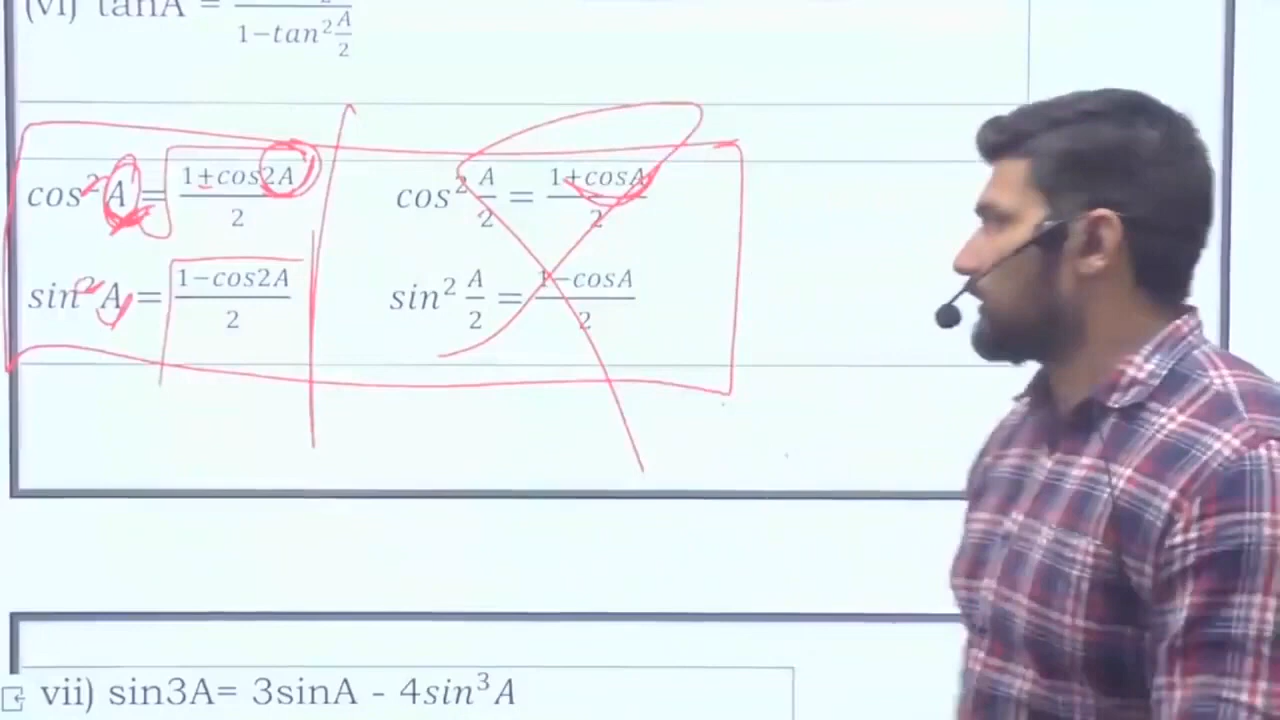 (vi) tanA =
1−tan²A/2
cos²A = 1+cos2A/2
cos²A/2 = 1+cosA/2
sin²A = 1−cos2A/2
sin²A/2 = 1−cosA/2
vii) sin3A= 3sinA - 4sin³A